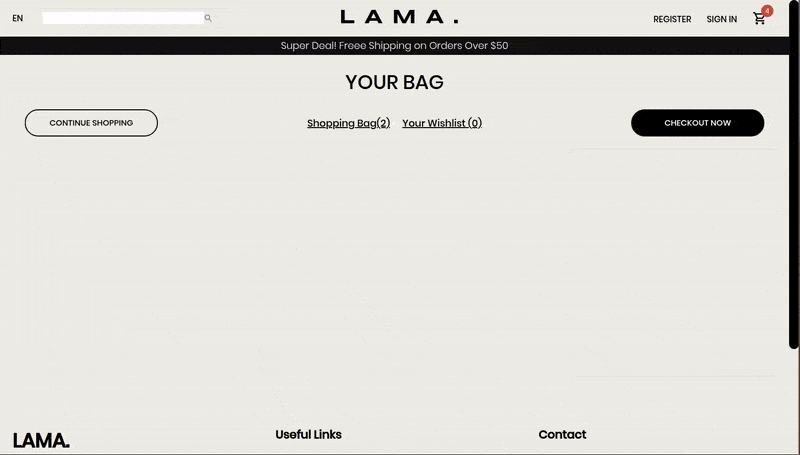 EN
LAMA.
REGISTER
SIGN IN
4
Super Deal! Freee Shipping on Orders Over $50
YOUR BAG
CONTINUE SHOPPING
Shopping Bag(2)
Your Wishlist (0)
CHECKOUT NOW
LAMA.
Useful Links
Contact